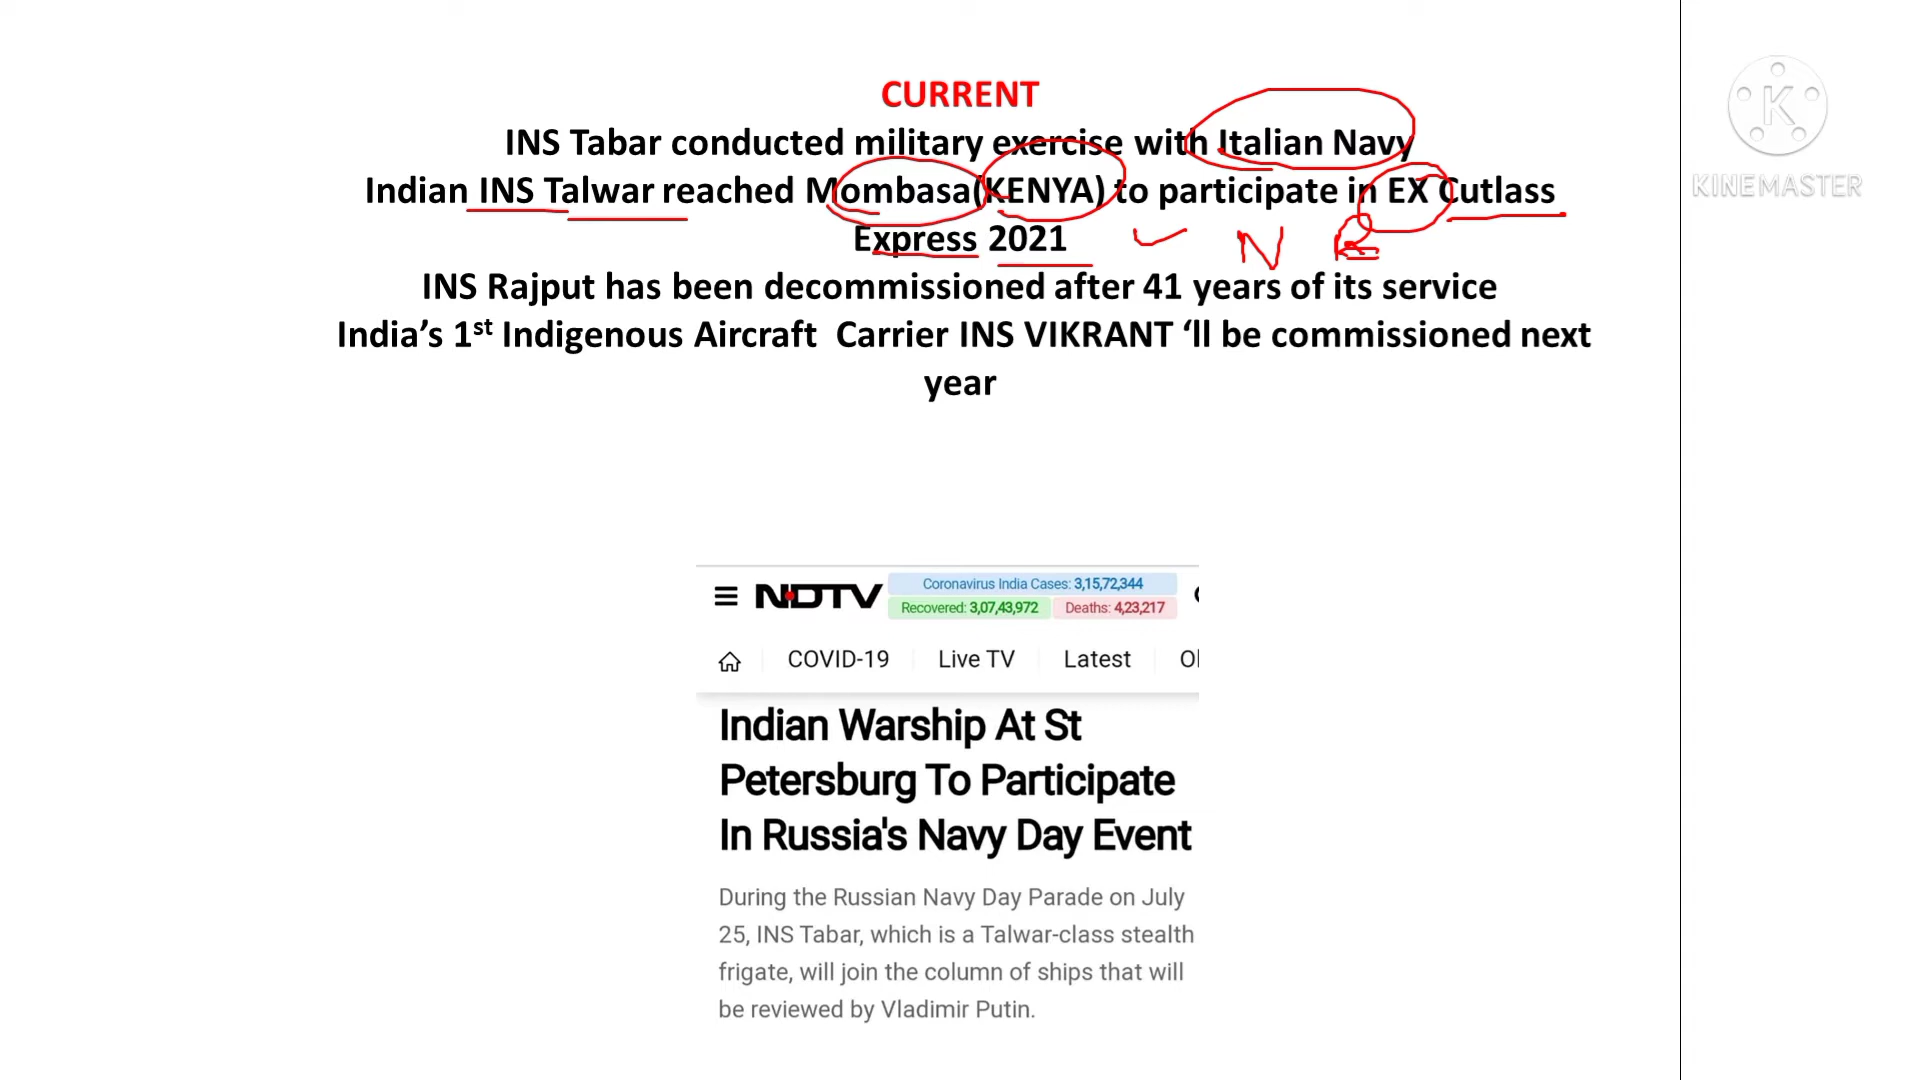 CURRENT
INS Tabar conducted military exercise with Italian Navy
Indian INS Talwar reached Mombasa(KENYA) to participate in EX Cutlass
Express 2021
N R
INS Rajput has been decommissioned after 41 years of its service
India’s 1st Indigenous Aircraft Carrier INS VIKRANT ‘ll be commissioned next
year
KINEMASTER
NDTV
Coronavirus India Cases: 3,15,72,344
Recovered: 3,07,43,972 Deaths: 4,23,217
COVID-19 Live TV Latest
Indian Warship At St
Petersburg To Participate
In Russia's Navy Day Event
During the Russian Navy Day Parade on July
25, INS Tabar, which is a Talwar-class stealth
frigate, will join the column of ships that will
be reviewed by Vladimir Putin.